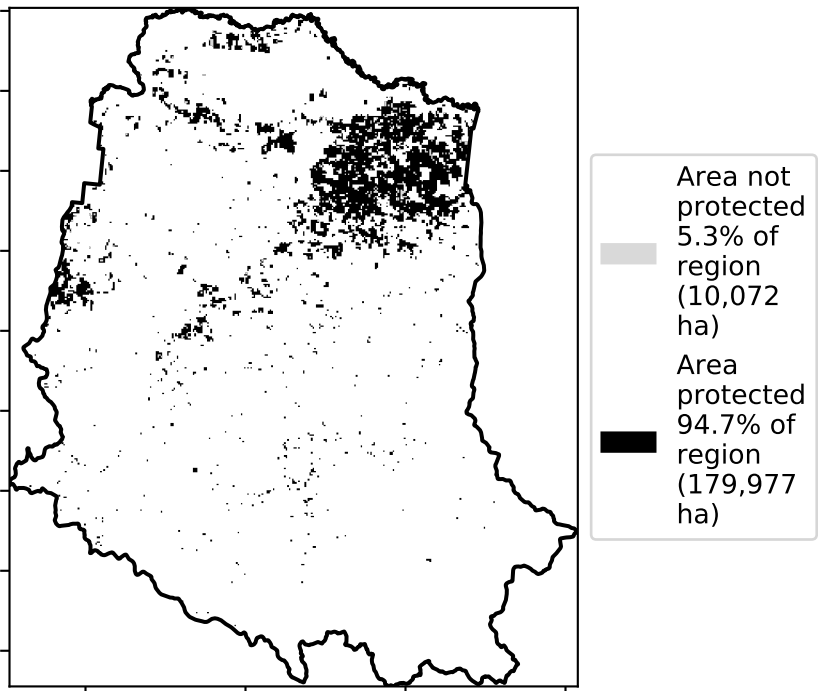 Area not
protected
5.3% of
region
(10,072
ha)
Area
protected
94.7% of
region
(179,977
ha)